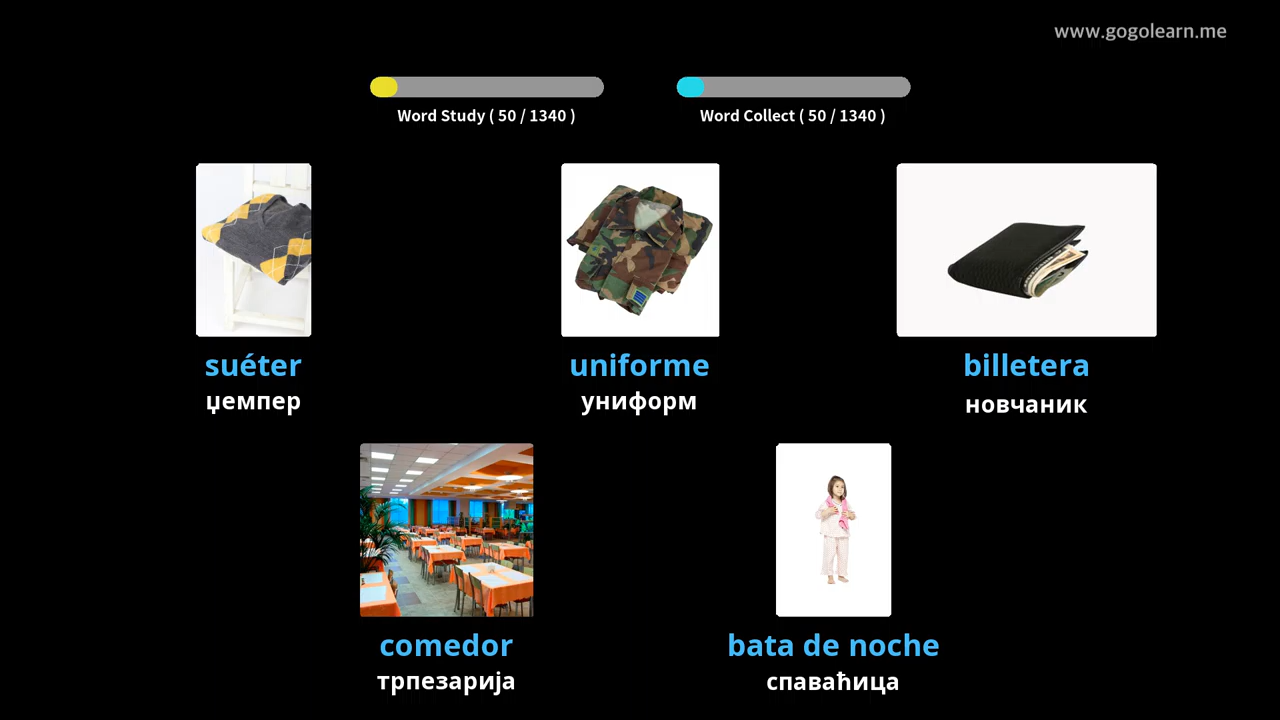 www.gogolearn.me
Word Study ( 50 / 1340 )
Word Collect ( 50 / 1340 )
suéter
џемпер
uniforme
униформ
billetera
новчаник
comedor
трпезарија
bata de noche
спаваћица